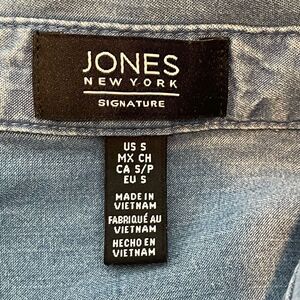 JONES
NEW YORK
SIGNATURE
US S
MX CH
CA S/P
EU S
MADE IN
VIETNAM
FABRIQUÉ AU
VIETNAM
HECHO EN
VIETNAM